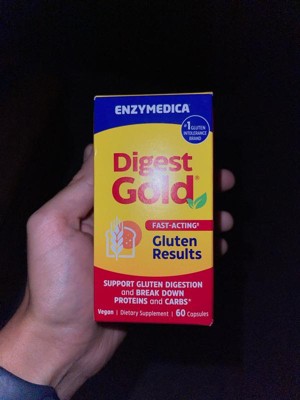 ENZYMEDICA®
#1 GLUTEN
INTOLERANCE
BRAND
Digest
Gold®
FAST-ACTING
Gluten
Results
SUPPORT GLUTEN DIGESTION
and BREAK DOWN
PROTEINS and CARBS
Vegan | Dietary Supplement | 60 Capsules